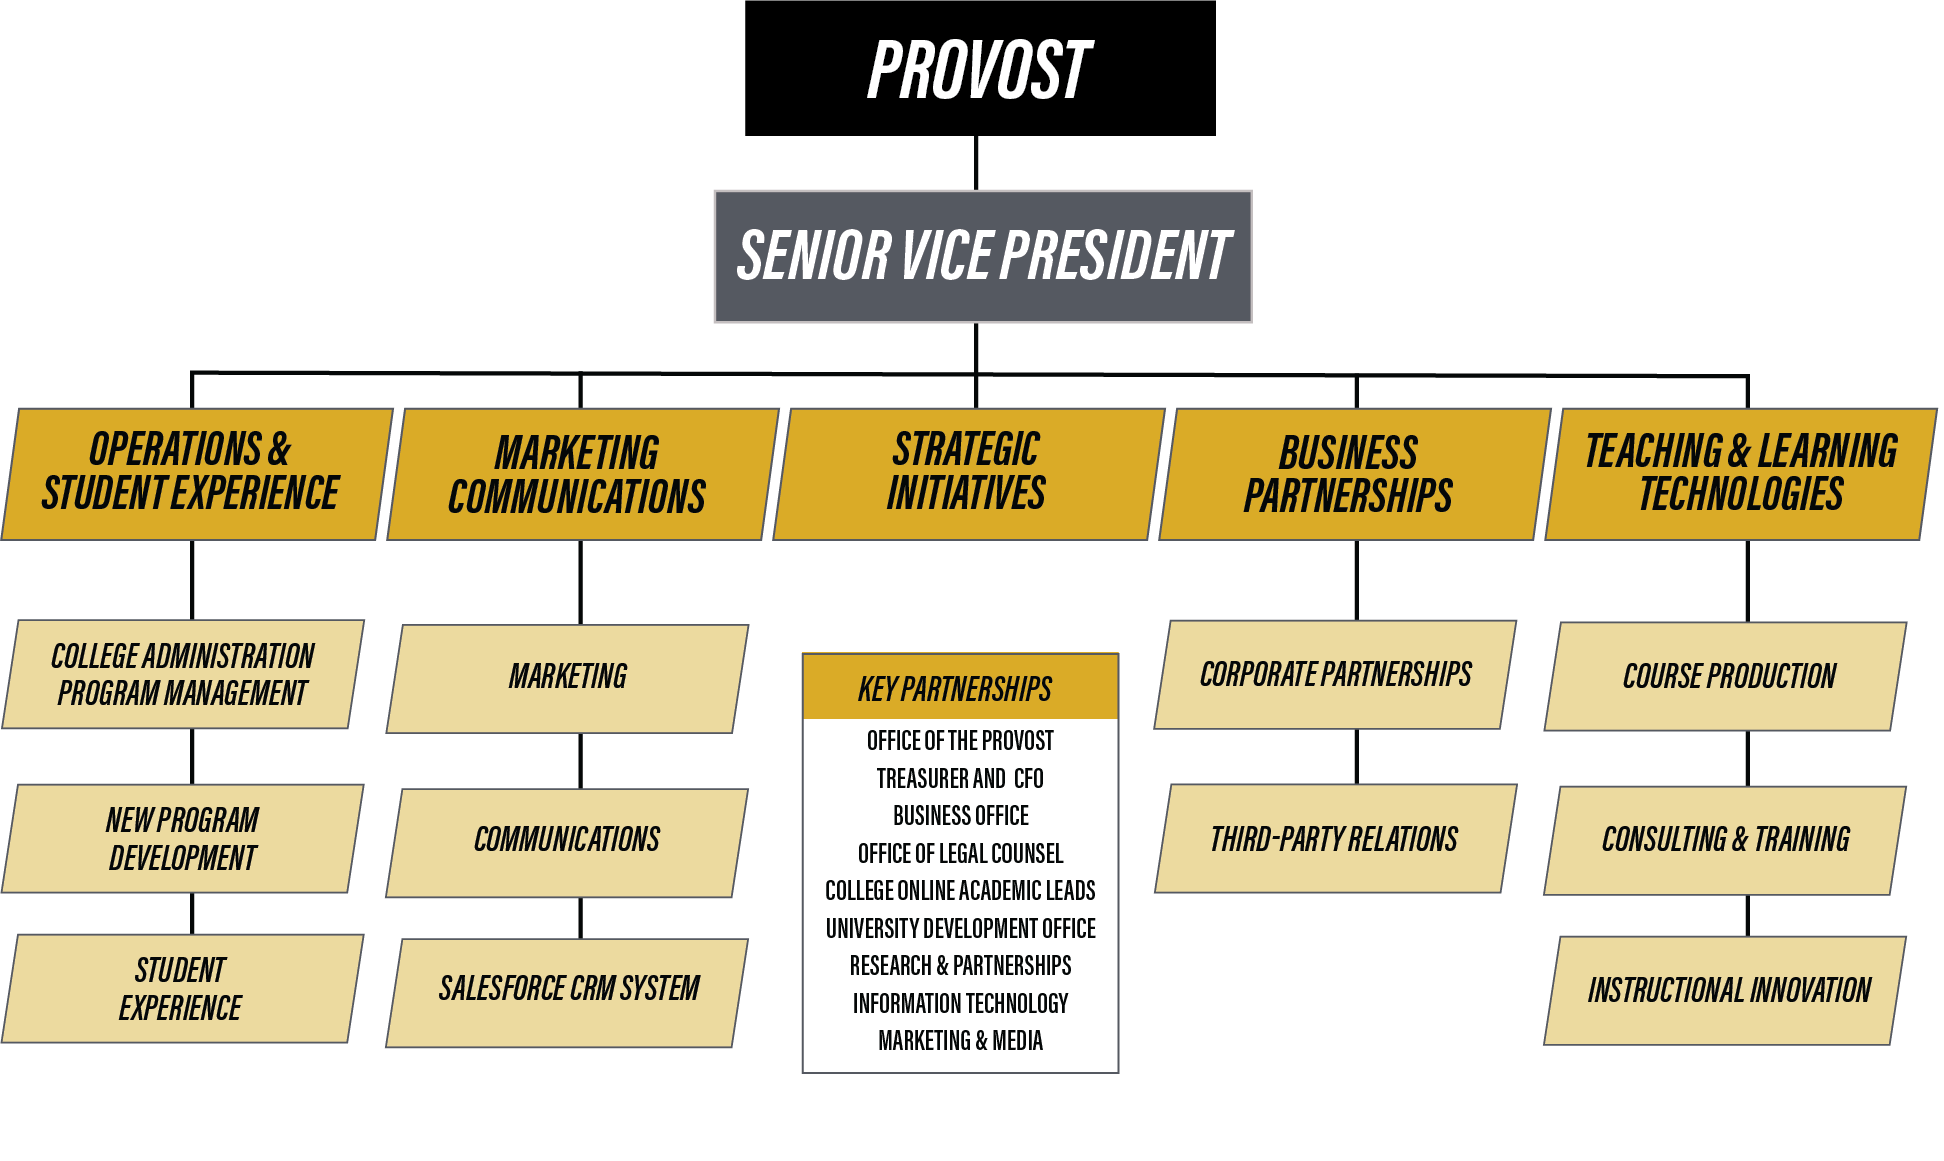 PROVOST
SENIOR VICE PRESIDENT
OPERATIONS &
STUDENT EXPERIENCE
MARKETING
COMMUNICATIONS
STRATEGIC
INITIATIVES
BUSINESS
PARTNERSHIPS
TEACHING & LEARNING
TECHNOLOGIES
COLLEGE ADMINISTRATION
PROGRAM MANAGEMENT
NEW PROGRAM
DEVELOPMENT
STUDENT
EXPERIENCE
MARKETING
COMMUNICATIONS
SALESFORCE CRM SYSTEM
KEY PARTNERSHIPS
OFFICE OF THE PROVOST
TREASURER AND CFO
BUSINESS OFFICE
OFFICE OF LEGAL COUNSEL
COLLEGE ONLINE ACADEMIC LEADS
UNIVERSITY DEVELOPMENT OFFICE
RESEARCH & PARTNERSHIPS
INFORMATION TECHNOLOGY
MARKETING & MEDIA
CORPORATE PARTNERSHIPS
THIRD-PARTY RELATIONS
COURSE PRODUCTION
CONSULTING & TRAINING
INSTRUCTIONAL INNOVATION